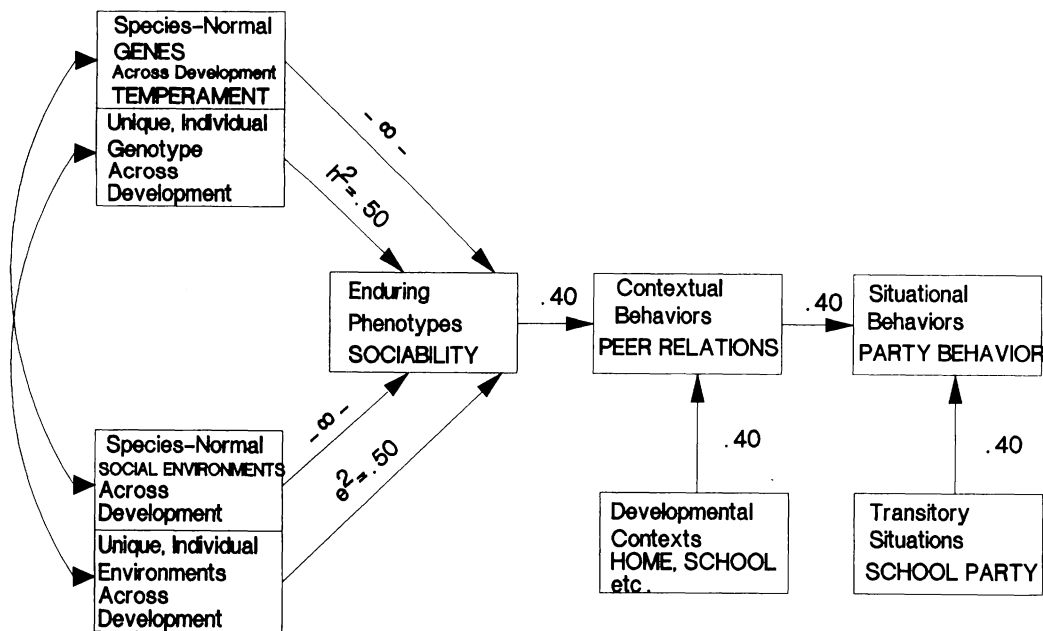 Species-Normal
GENES
Across Development
TEMPERAMENT
Unique, Individual
Genotype
Across
Development
- ∞ -
h² = .50
Enduring
Phenotypes
SOCIABILITY
.40
Contextual
Behaviors
PEER RELATIONS
.40
Situational
Behaviors
PARTY BEHAVIOR
- ∞ -
e² = .50
Species-Normal
SOCIAL ENVIRONMENTS
Across
Development
Unique, Individual
Environments
Across
Development
.40
Developmental
Contexts
HOME, SCHOOL
etc.
.40
Transitory
Situations
SCHOOL PARTY